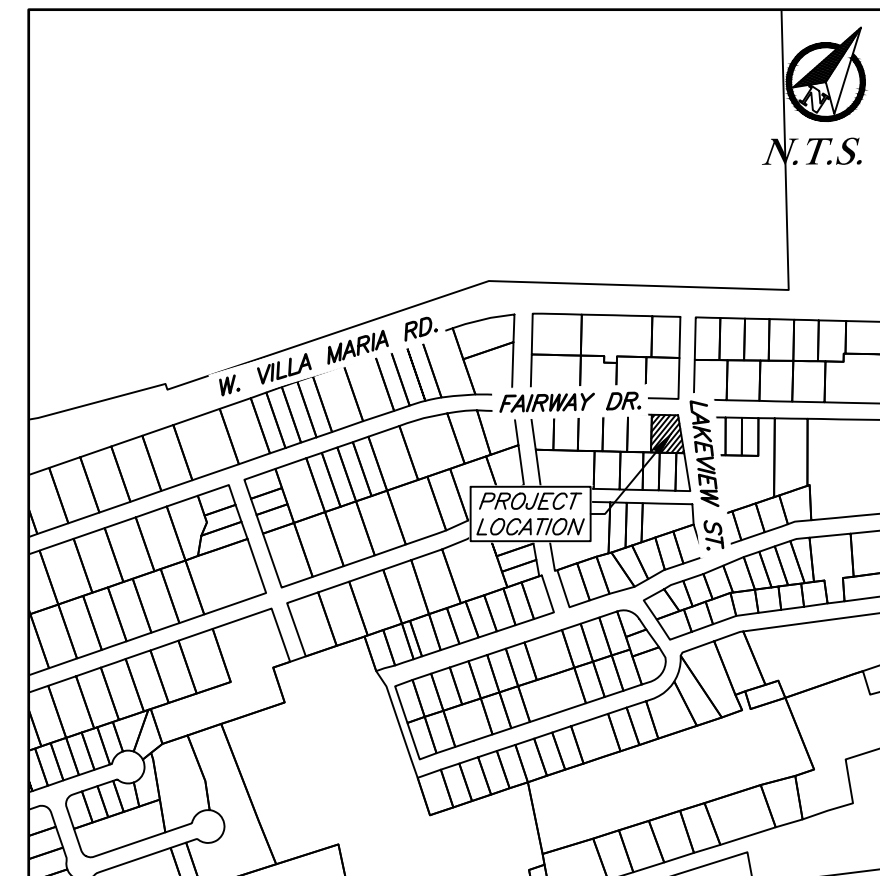 N
N.T.S.
W. VILLA MARIA RD.
FAIRWAY DR.
LAKEVIEW ST.
PROJECT
LOCATION